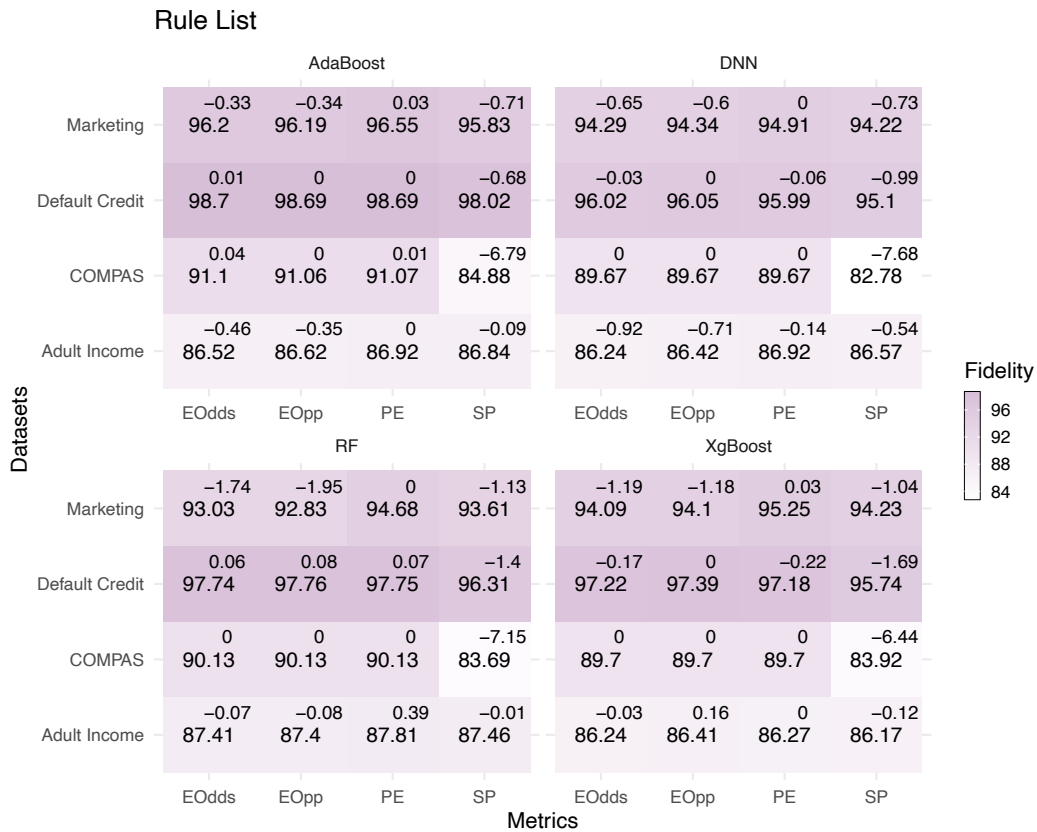 Rule List
AdaBoost DNN
−0.33 −0.34 0.03 −0.71 −0.65 −0.6 0 −0.73
Marketing 96.2 96.19 96.55 95.83 94.29 94.34 94.91 94.22
0.01 0 0 −0.68 −0.03 0 −0.06 −0.99
Default Credit 98.7 98.69 98.69 98.02 96.02 96.05 95.99 95.1
0.04 0 0.01 −6.79 0 0 0 −7.68
COMPAS 91.1 91.06 91.07 84.88 89.67 89.67 89.67 82.78
−0.46 −0.35 0 −0.09 −0.92 −0.71 −0.14 −0.54
Adult Income 86.52 86.62 86.92 86.84 86.24 86.42 86.92 86.57
EOdds EOpp PE SP EOdds EOpp PE SP
RF XgBoost
−1.74 −1.95 0 −1.13 −1.19 −1.18 0.03 −1.04
Marketing 93.03 92.83 94.68 93.61 94.09 94.1 95.25 94.23
0.06 0.08 0.07 −1.4 −0.17 0 −0.22 −1.69
Default Credit 97.74 97.76 97.75 96.31 97.22 97.39 97.18 95.74
0 0 0 −7.15 0 0 0 −6.44
COMPAS 90.13 90.13 90.13 83.69 89.7 89.7 89.7 83.92
−0.07 −0.08 0.39 −0.01 −0.03 0.16 0 −0.12
Adult Income 87.41 87.4 87.81 87.46 86.24 86.41 86.27 86.17
EOdds EOpp PE SP EOdds EOpp PE SP
Metrics
Datasets
Fidelity
96
92
88
84